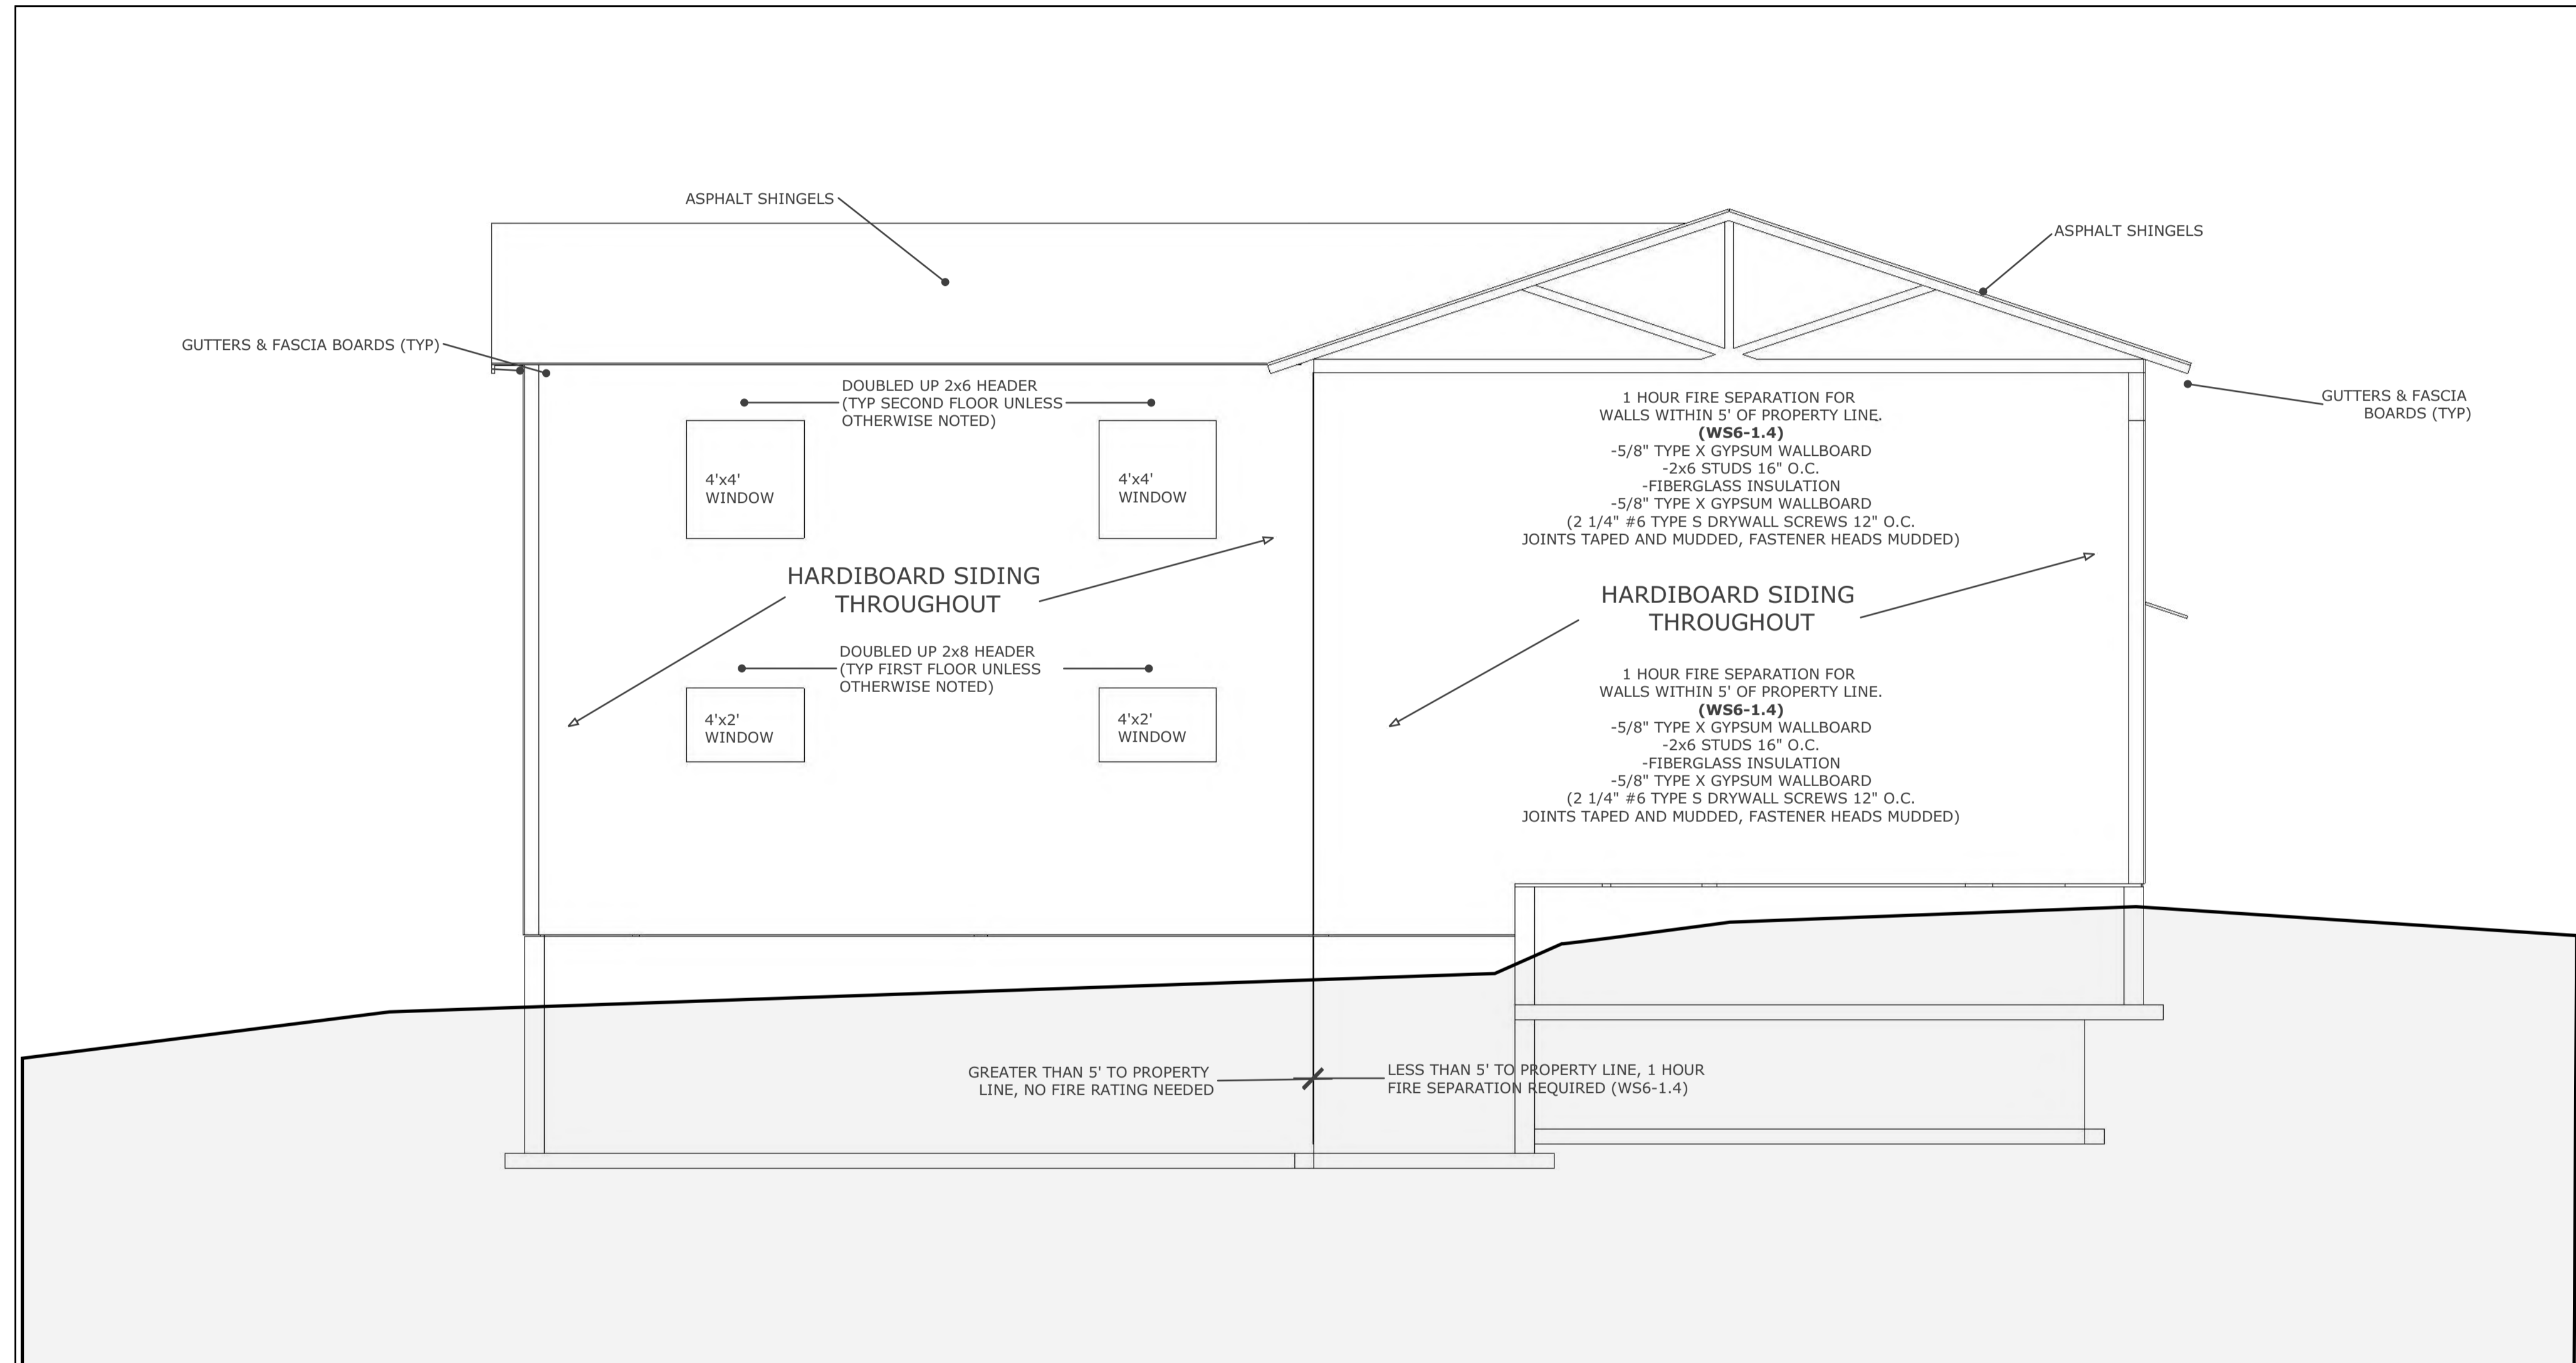 ASPHALT SHINGELS
ASPHALT SHINGELS
GUTTERS & FASCIA BOARDS (TYP)
DOUBLED UP 2x6 HEADER
(TYP SECOND FLOOR UNLESS
OTHERWISE NOTED)
GUTTERS & FASCIA
BOARDS (TYP)
1 HOUR FIRE SEPARATION FOR
WALLS WITHIN 5' OF PROPERTY LINE.
(WS6-1.4)
-5/8" TYPE X GYPSUM WALLBOARD
-2x6 STUDS 16" O.C.
-FIBERGLASS INSULATION
-5/8" TYPE X GYPSUM WALLBOARD
(2 1/4" #6 TYPE S DRYWALL SCREWS 12" O.C.
JOINTS TAPED AND MUDDED, FASTENER HEADS MUDDED)
4'x4'
WINDOW
4'x4'
WINDOW
HARDIBOARD SIDING
THROUGHOUT
HARDIBOARD SIDING
THROUGHOUT
DOUBLED UP 2x8 HEADER
(TYP FIRST FLOOR UNLESS
OTHERWISE NOTED)
4'x2'
WINDOW
4'x2'
WINDOW
1 HOUR FIRE SEPARATION FOR
WALLS WITHIN 5' OF PROPERTY LINE.
(WS6-1.4)
-5/8" TYPE X GYPSUM WALLBOARD
-2x6 STUDS 16" O.C.
-FIBERGLASS INSULATION
-5/8" TYPE X GYPSUM WALLBOARD
(2 1/4" #6 TYPE S DRYWALL SCREWS 12" O.C.
JOINTS TAPED AND MUDDED, FASTENER HEADS MUDDED)
GREATER THAN 5' TO PROPERTY
LINE, NO FIRE RATING NEEDED
LESS THAN 5' TO PROPERTY LINE, 1 HOUR
FIRE SEPARATION REQUIRED (WS6-1.4)